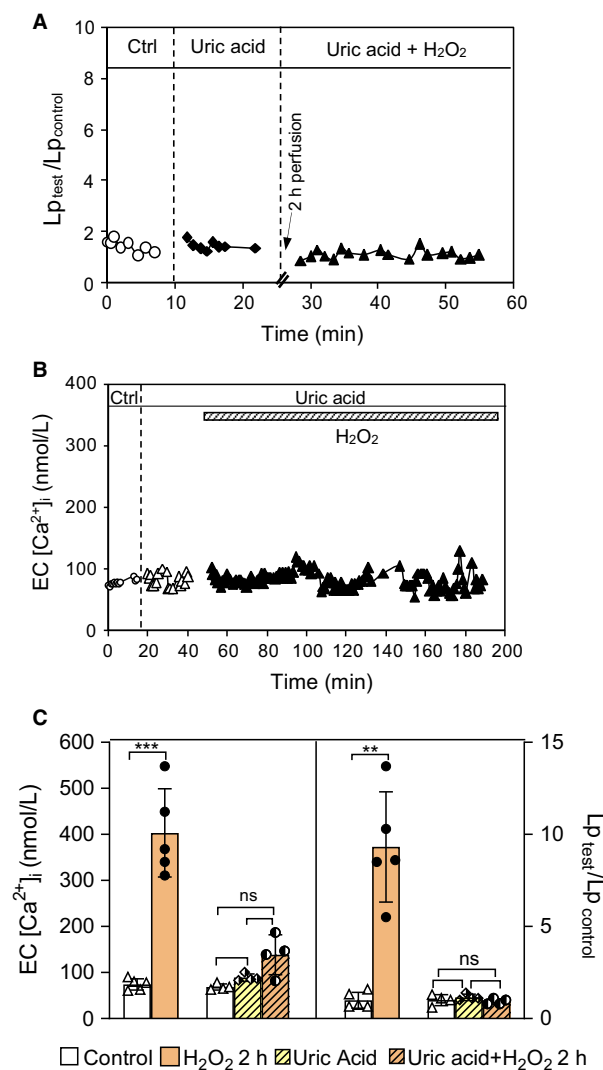 A
Ctrl Uric acid Uric acid + H₂O₂
10
8
6
4
2
0
Lp test/Lp control
2 h perfusion
0 10 30 40 50 60
Time (min)
B
Ctrl Uric acid
H₂O₂
400
300
200
100
0
EC [Ca²⁺]i (nmol/L)
0 20 40 60 80 100 120 140 160 180 200
Time (min)
C
600
500
400
300
200
100
0
EC [Ca²⁺]i (nmol/L)
*** ns ** ns
15
10
5
0
Lp test/Lp control
Control H₂O₂ 2 h Uric Acid Uric acid+H₂O₂ 2 h